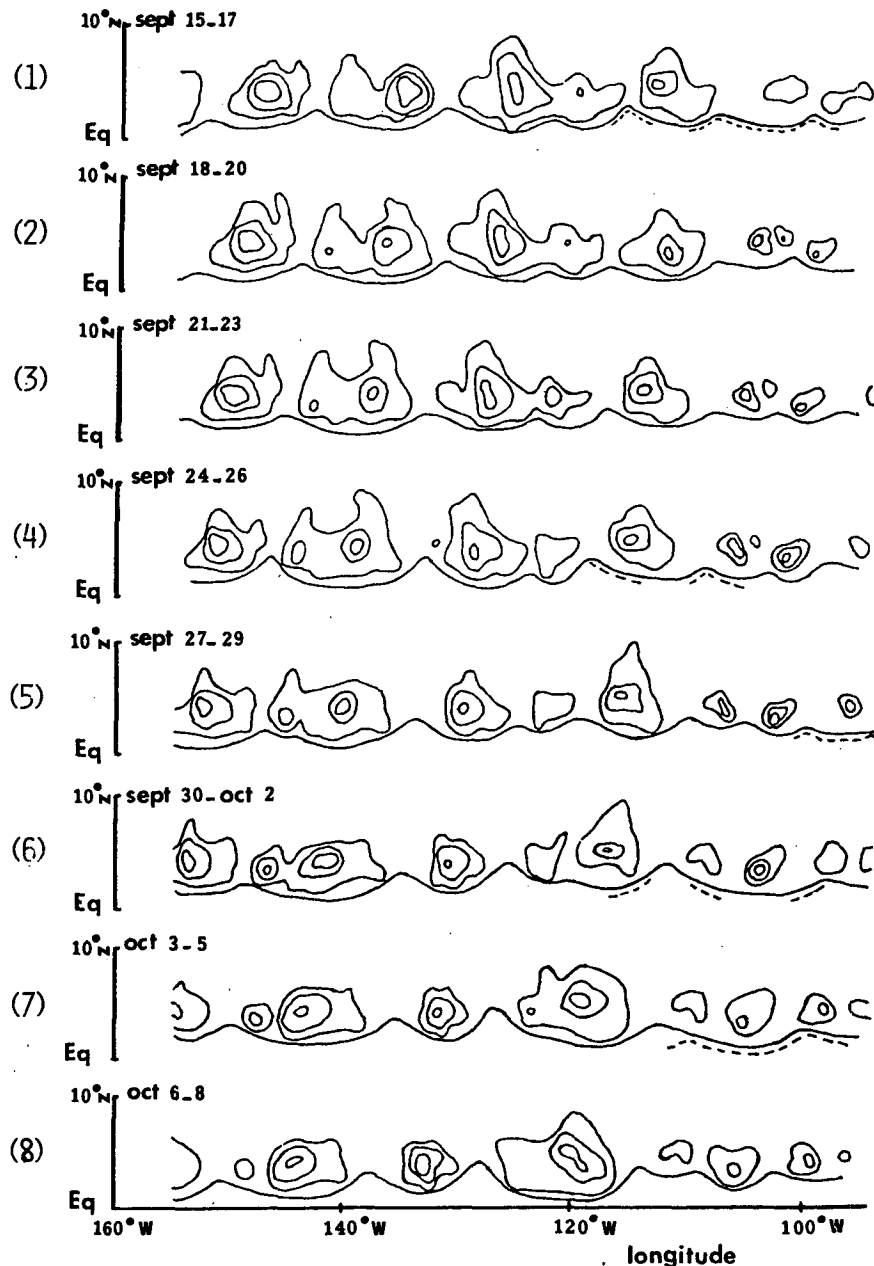 10°N sept 15-17
(1)
Eq
10°N sept 18-20
(2)
Eq
10°N sept 21-23
(3)
Eq
10°N sept 24-26
(4)
Eq
10°N sept 27-29
(5)
Eq
10°N sept 30-oct 2
(6)
Eq
10°N oct 3-5
(7)
Eq
10°N oct 6-8
(8)
Eq
160°W 140°W 120°W 100°W
longitude